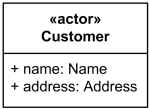 «actor»
Customer
+ name: Name
+ address: Address